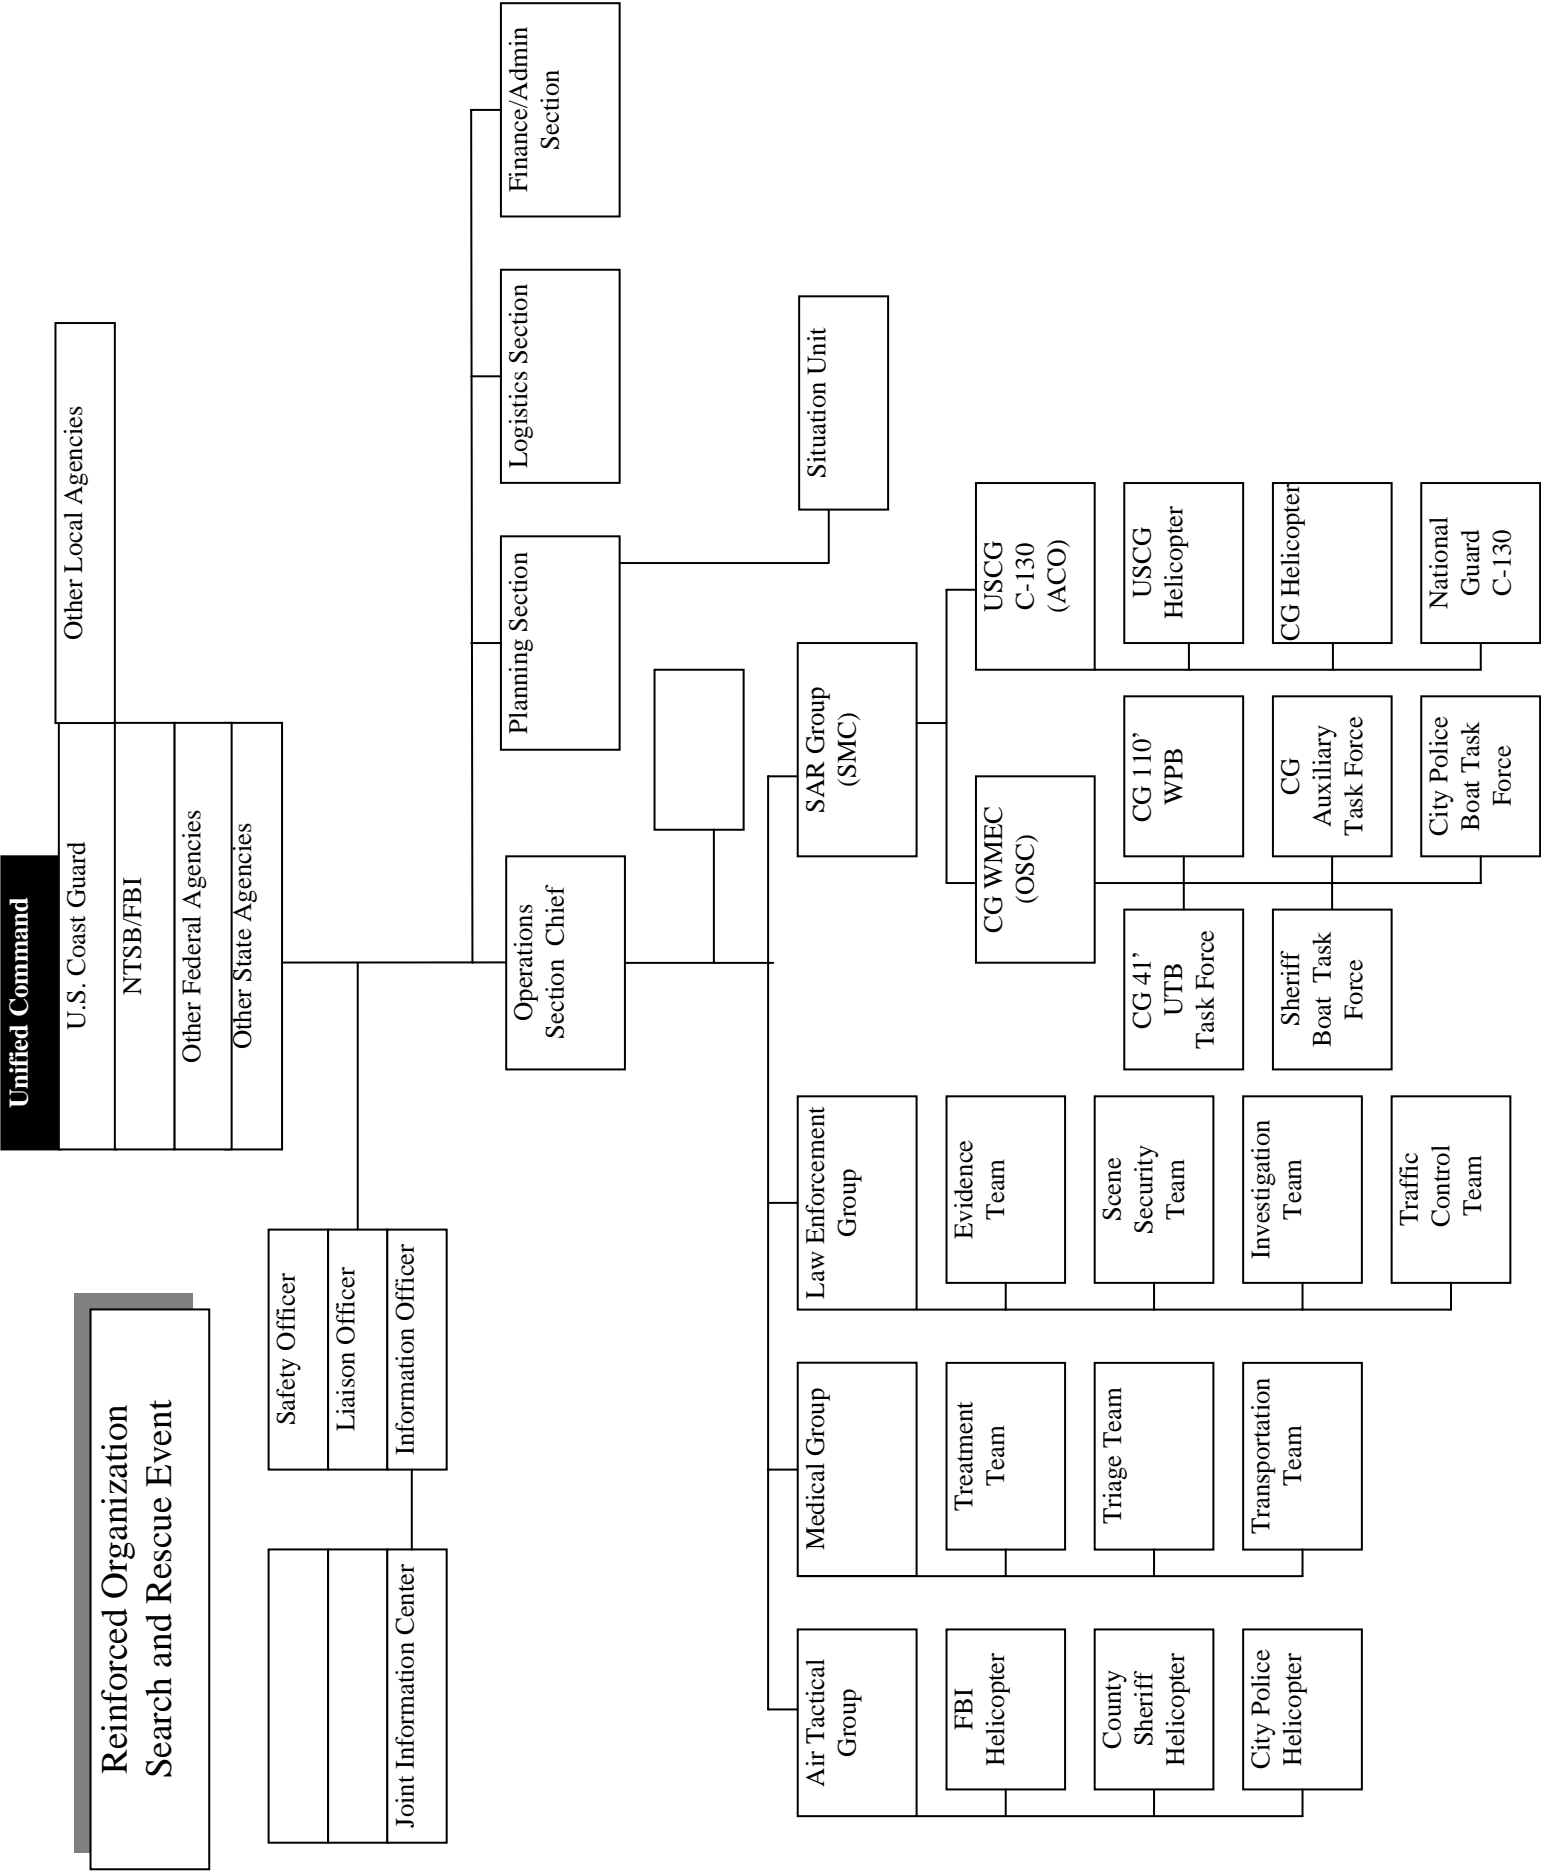 Reinforced Organization
Search and Rescue Event
Unified Command
U.S. Coast Guard
NTSB/FBI
Other Federal Agencies
Other State Agencies
Other Local Agencies
Safety Officer
Liaison Officer
Information Officer
Joint Information Center
Operations
Section Chief
Planning Section
Logistics Section
Finance/Admin
Section
Situation Unit
Air Tactical
Group
FBI
Helicopter
County
Sheriff
Helicopter
City Police
Helicopter
Medical Group
Treatment
Team
Triage Team
Transportation
Team
Law Enforcement
Group
Evidence
Team
Scene
Security
Team
Investigation
Team
Traffic
Control
Team
SAR Group
(SMC)
CG WMEC
(OSC)
CG 41’
UTB
Task Force
CG 110’
WPB
Sheriff
Boat Task
Force
CG
Auxiliary
Task Force
City Police
Boat Task
Force
USCG
C-130
(ACO)
USCG
Helicopter
CG Helicopter
National
Guard
C-130